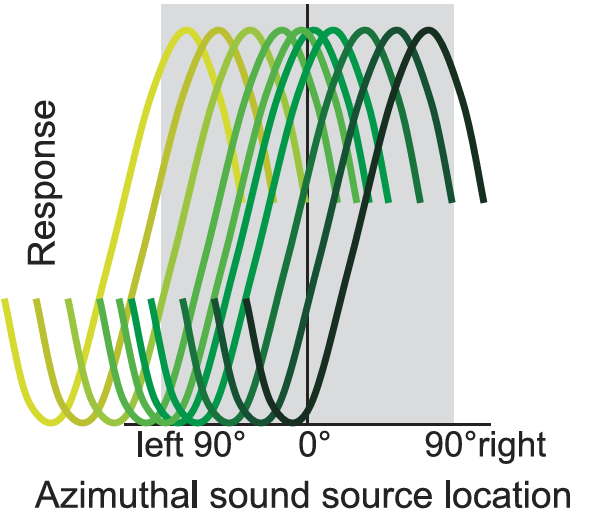 Response
left 90° 0° 90°right
Azimuthal sound source location